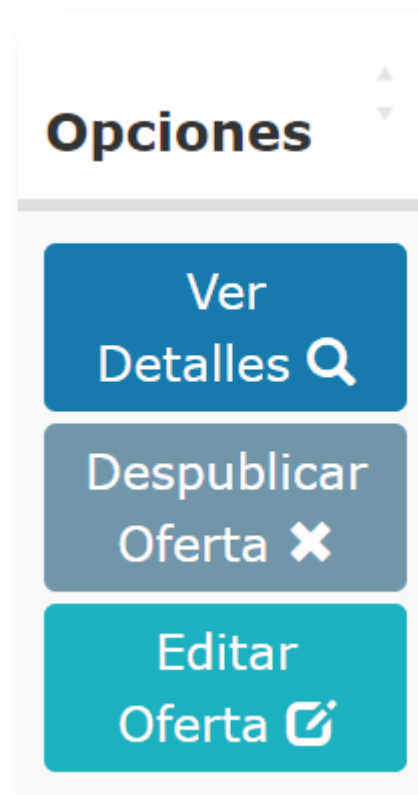 Opciones
Ver
Detalles
Despublicar
Oferta
Editar
Oferta